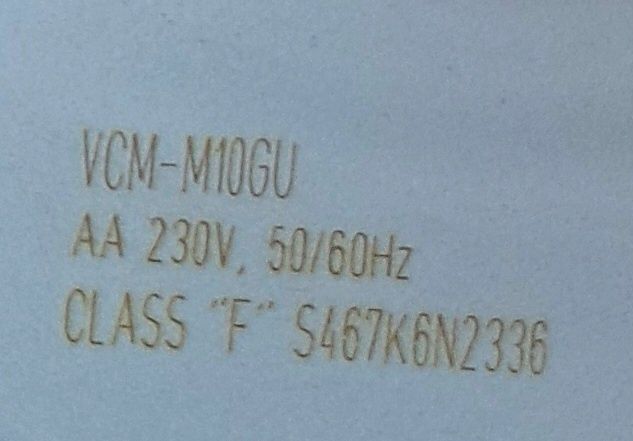 VCM-M10GU
AA 230V, 50/60Hz
CLASS "F" S467K6N2336